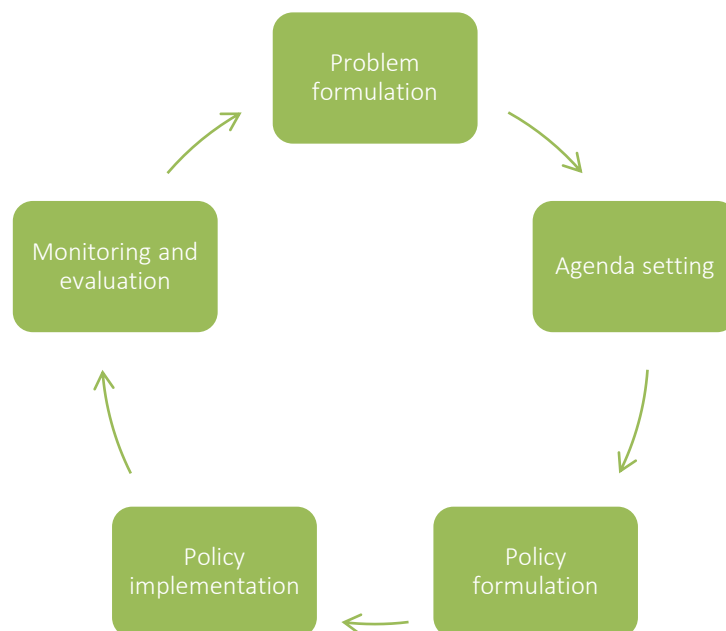 Problem
formulation
Agenda setting
Policy
formulation
Policy
implementation
Monitoring and
evaluation